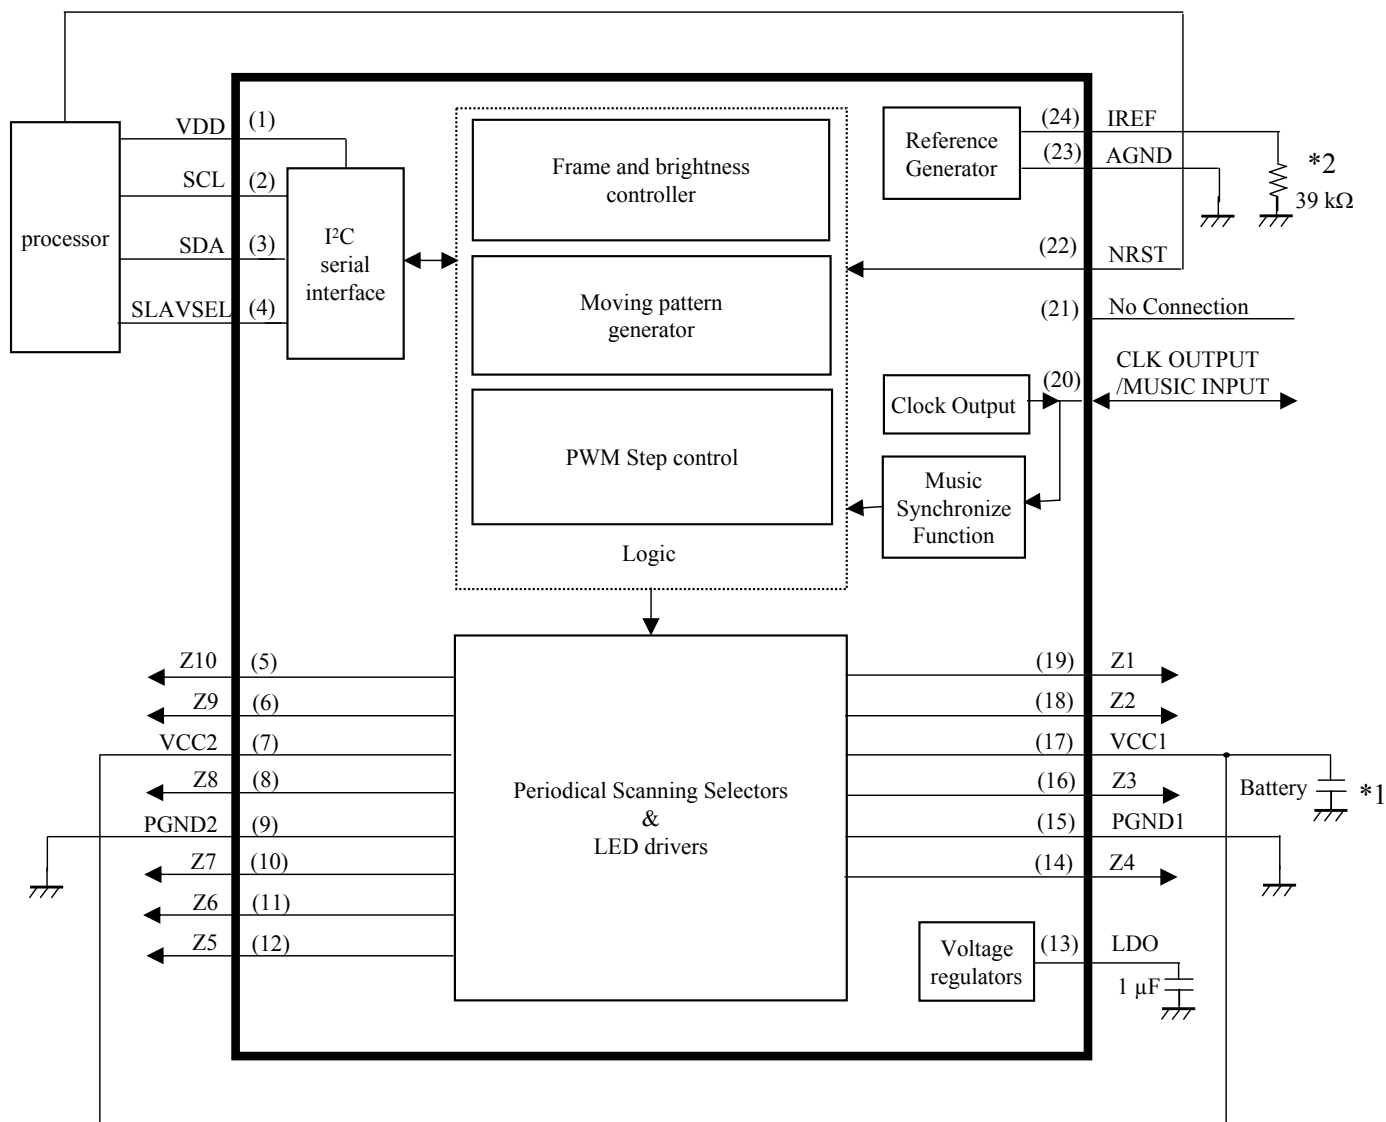 processor
VDD
(1)
SCL
(2)
SDA
(3)
SLAVSEL
(4)
I²C
serial
interface
Frame and brightness
controller
Moving pattern
generator
PWM Step control
Logic
Reference
Generator
(24)
IREF
(23)
AGND
*2
39 kΩ
(22)
NRST
(21)
No Connection
Clock Output
(20)
CLK OUTPUT
/MUSIC INPUT
Music
Synchronize
Function
Z10
(5)
Z9
(6)
VCC2
(7)
Z8
(8)
PGND2
(9)
Z7
(10)
Z6
(11)
Z5
(12)
Periodical Scanning Selectors
&
LED drivers
(19)
Z1
(18)
Z2
(17)
VCC1
(16)
Z3
Battery
*1
(15)
PGND1
(14)
Z4
Voltage
regulators
(13)
LDO
1 µF